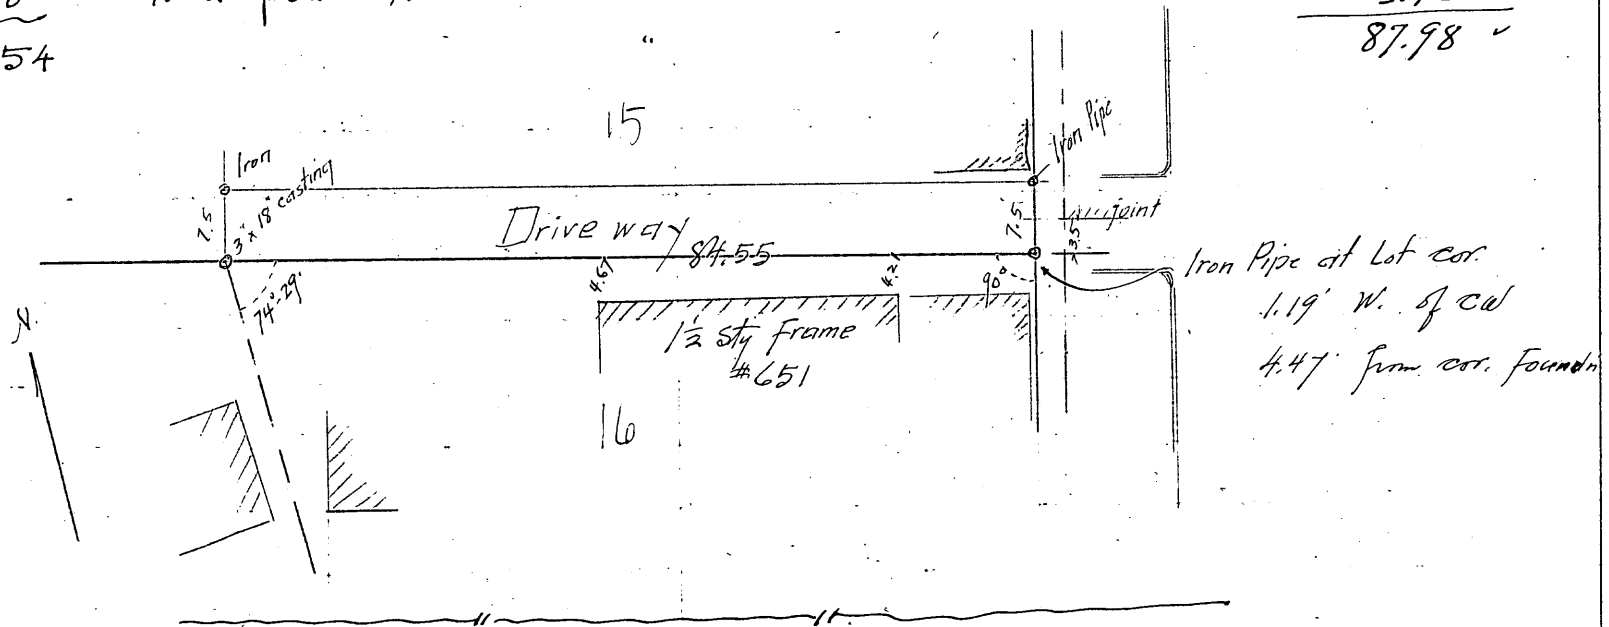 54
87.98
15
Iron
Iron Pipe
3" x 18" casting
7.5
7.5
joint
Drive way
84.55
4.67
4.21
90°
74°-29'
Iron Pipe at Lot cor.
1.19' W. of CW
4.47' from cor. Foundn
N.
1½ Sty Frame
#651
16